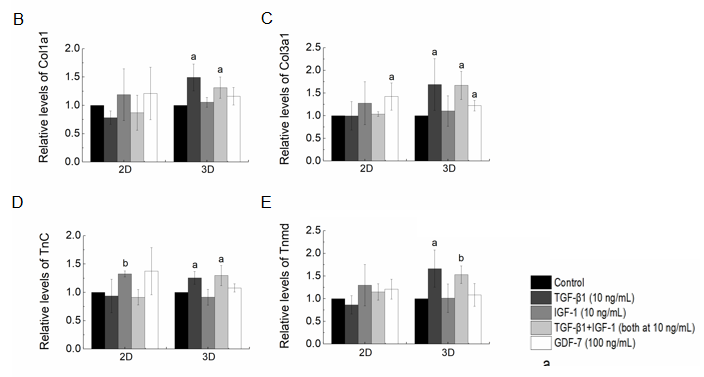 B
Relative levels of Col1a1
2.0
1.5
1.0
0.5
0.0
a
a
2D
3D
C
Relative levels of Col3a1
2.5
2.0
1.5
1.0
0.5
0.0
a
a
a
a
2D
3D
D
Relative levels of TnC
2.0
1.5
1.0
0.5
0.0
b
a
a
2D
3D
E
Relative levels of Tnmd
2.5
2.0
1.5
1.0
0.5
0.0
a
b
2D
3D
Control
TGF-β1 (10 ng/mL)
IGF-1 (10 ng/mL)
TGF-β1+IGF-1 (both at 10 ng/mL)
GDF-7 (100 ng/mL)
a